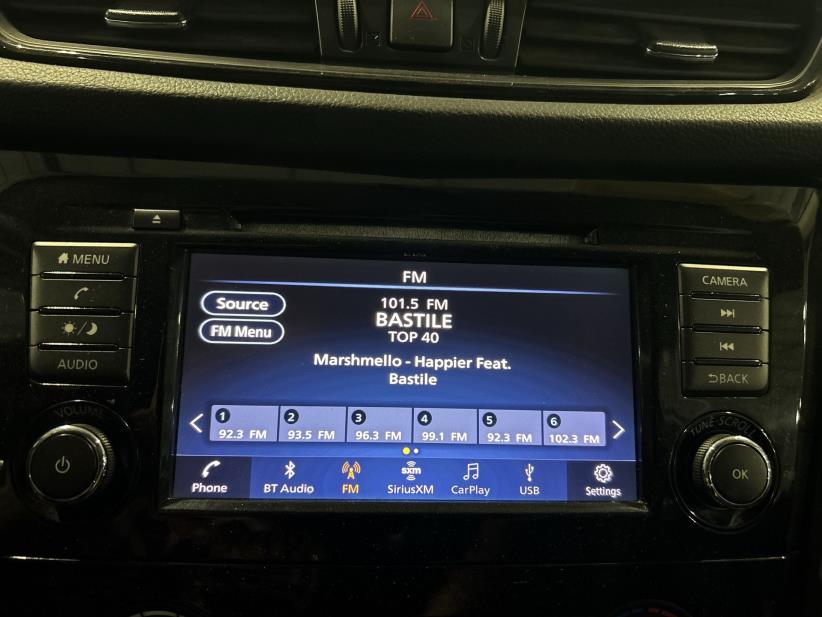 MENU
AUDIO
VOLUME
FM
Source
FM Menu
101.5 FM
BASTILE
TOP 40
Marshmello - Happier Feat.
Bastile
1 2 3 4 5 6
92.3 FM 93.5 FM 96.3 FM 99.1 FM 92.3 FM 102.3 FM
Phone BT Audio FM sxm SiriusXM CarPlay USB Settings
CAMERA
BACK
TUNE·SCROLL
OK